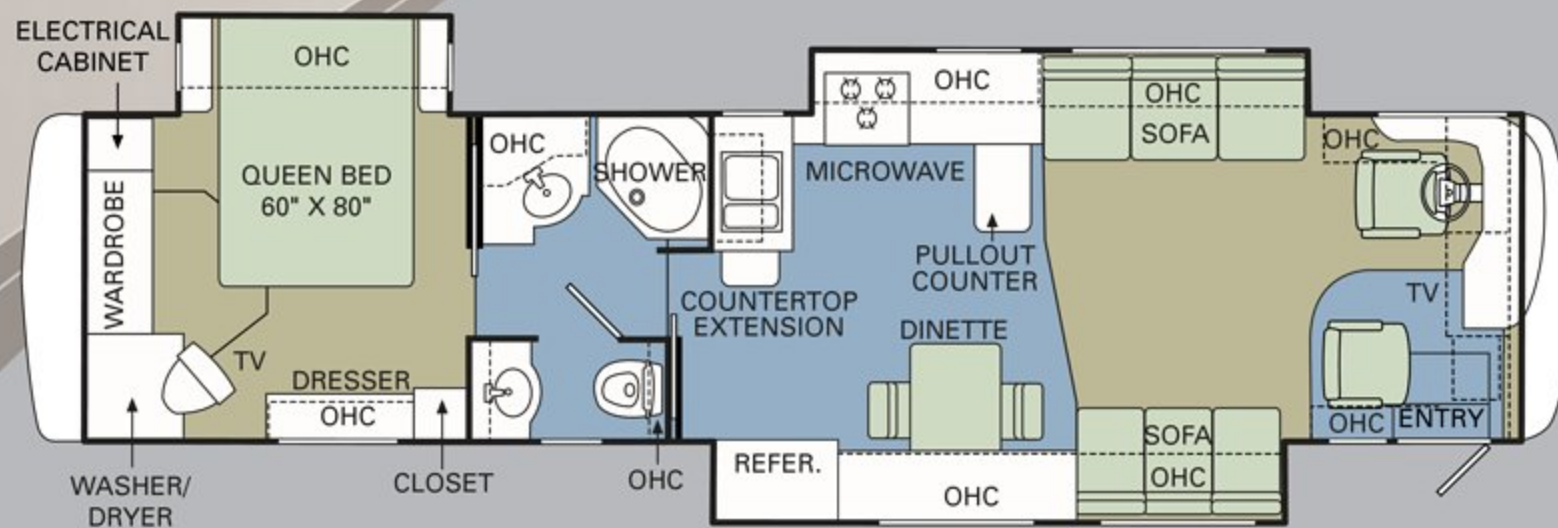 ELECTRICAL
CABINET
OHC
QUEEN BED
60" X 80"
WARDROBE
TV
DRESSER
OHC
WASHER/
DRYER
CLOSET
OHC
OHC
SHOWER
MICROWAVE
OHC
OHC
SOFA
PULLOUT
COUNTER
COUNTERTOP
EXTENSION
DINETTE
REFER.
OHC
SOFA
OHC
OHC
TV
OHC
ENTRY